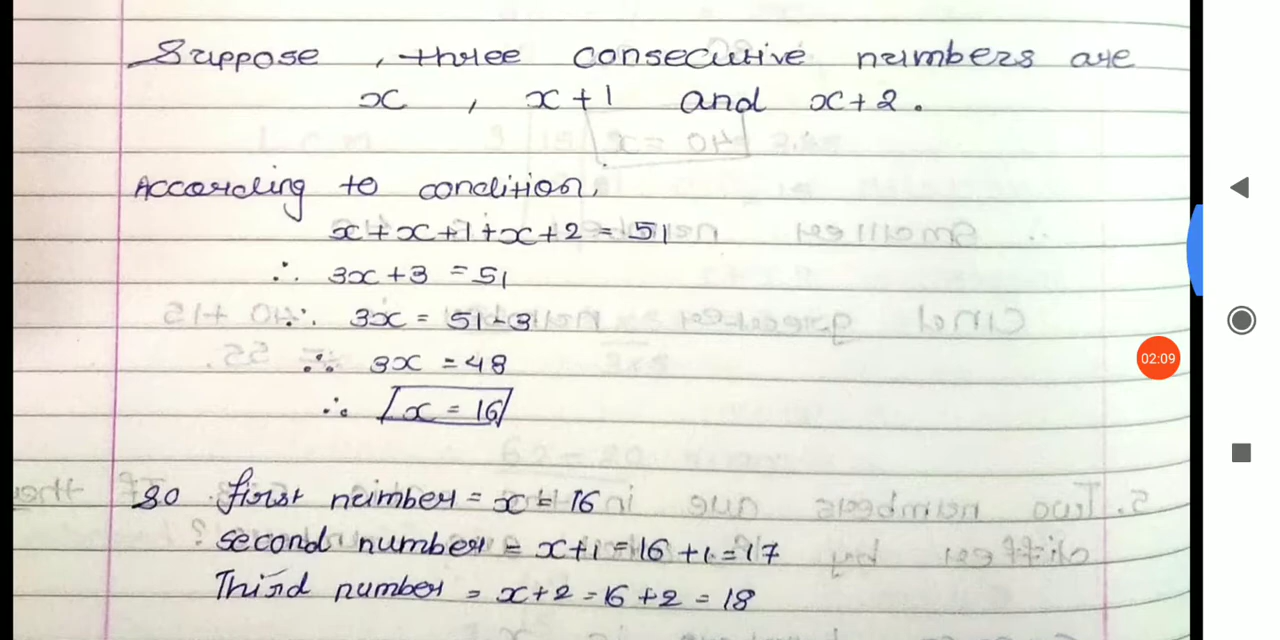 Suppose , three consecutive numbers are
x , x+1 and x+2.
According to condition,
x+x+1+x+2 = 51
∴ 3x+3 = 51
∴ 3x = 51-3
∴ 3x = 48
∴ x = 16
so first number = x = 16
second number = x+1 = 16+1 = 17
Third number = x+2 = 16+2 = 18
02:09